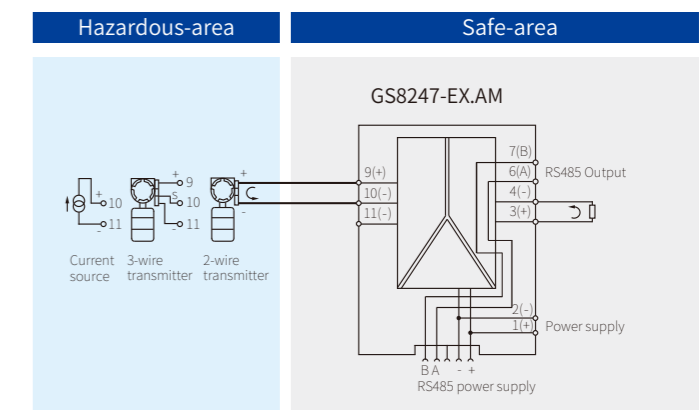 Hazardous-area
Safe-area
GS8247-EX.AM
7(B)
6(A)
RS485 Output
4(-)
3(+)
9(+)
10(-)
11(-)
+
10
-
11
+
9
S
10
-
11
+
-
Current
source
3-wire
transmitter
2-wire
transmitter
2(-)
1(+)
Power supply
B A - +
RS485 power supply